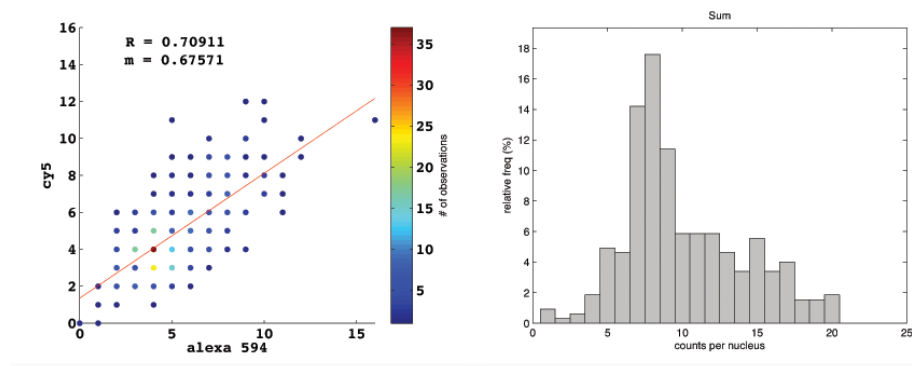 R = 0.70911
m = 0.67571
16
14
12
10
8
6
4
2
0
cy5
0 5 10 15
alexa 594
35
30
25
20
15
10
5
# of observations
Sum
18
16
14
12
10
8
6
4
2
0
relative freq (%)
0 5 10 15 20 25
counts per nucleus